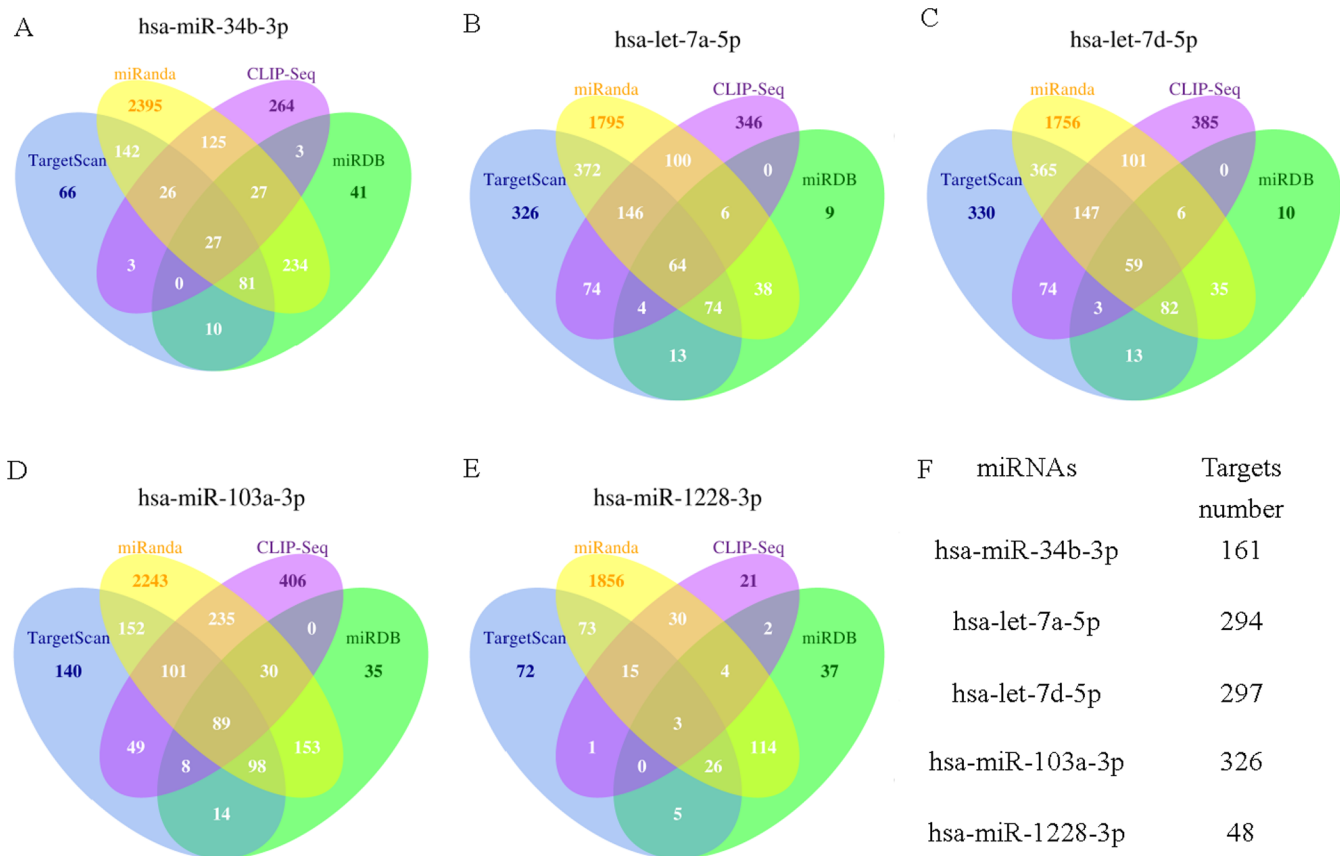 A
hsa-miR-34b-3p
miRanda
CLIP-Seq
2395
264
142
125
3
TargetScan
miRDB
66
26
27
41
27
3
0
81
234
10
B
hsa-let-7a-5p
miRanda
CLIP-Seq
1795
346
372
100
0
TargetScan
miRDB
326
146
6
9
64
74
4
74
38
13
C
hsa-let-7d-5p
miRanda
CLIP-Seq
1756
385
365
101
0
TargetScan
miRDB
330
147
6
10
59
74
3
82
35
13
D
hsa-miR-103a-3p
miRanda
CLIP-Seq
2243
406
152
235
0
TargetScan
miRDB
140
101
30
35
89
49
8
98
153
14
E
hsa-miR-1228-3p
miRanda
CLIP-Seq
1856
21
73
30
2
TargetScan
miRDB
72
15
4
37
3
1
0
26
114
5
F
miRNAs Targets
number
hsa-miR-34b-3p 161
hsa-let-7a-5p 294
hsa-let-7d-5p 297
hsa-miR-103a-3p 326
hsa-miR-1228-3p 48